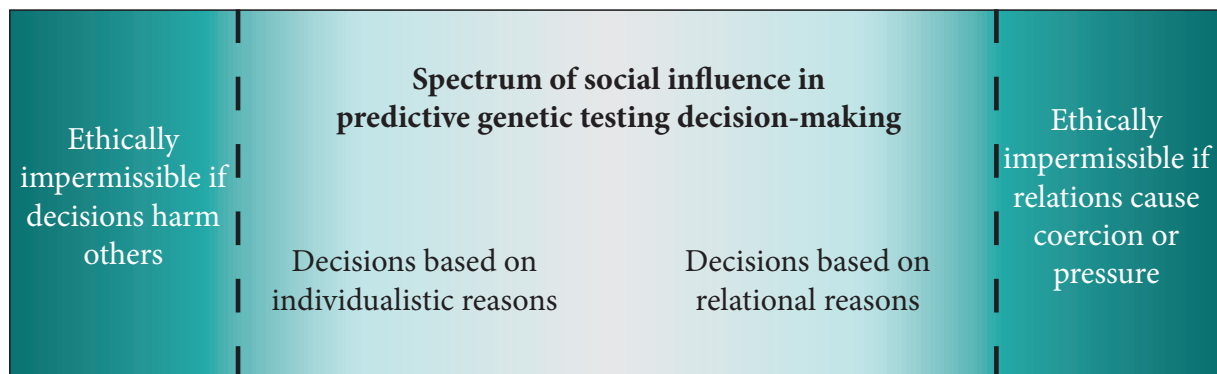 Ethically
impermissible if
decisions harm
others
Spectrum of social influence in
predictive genetic testing decision-making
Decisions based on
individualistic reasons
Decisions based on
relational reasons
Ethically
impermissible if
relations cause
coercion or
pressure